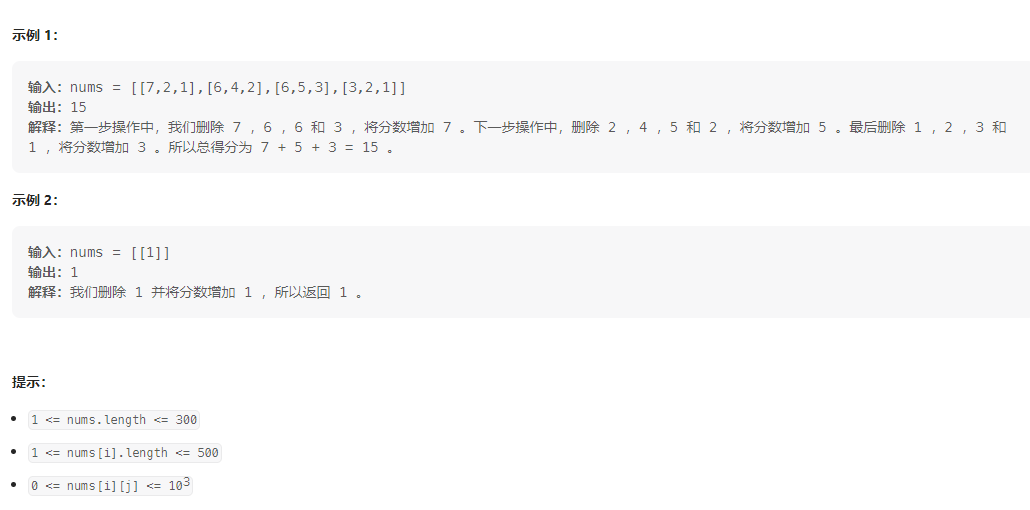 示例 1：
输入：nums = [[7,2,1],[6,4,2],[6,5,3],[3,2,1]]
输出：15
解释：第一步操作中，我们删除 7 ，6 ，6 和 3 ，将分数增加 7 。下一步操作中，删除 2 ，4 ，5 和 2 ，将分数增加 5 。最后删除 1 ，2 ，3 和
1 ，将分数增加 3 。所以总得分为 7 + 5 + 3 = 15 。
示例 2：
输入：nums = [[1]]
输出：1
解释：我们删除 1 并将分数增加 1 ，所以返回 1 。
提示：
• 1 <= nums.length <= 300
• 1 <= nums[i].length <= 500
• 0 <= nums[i][j] <= 10³